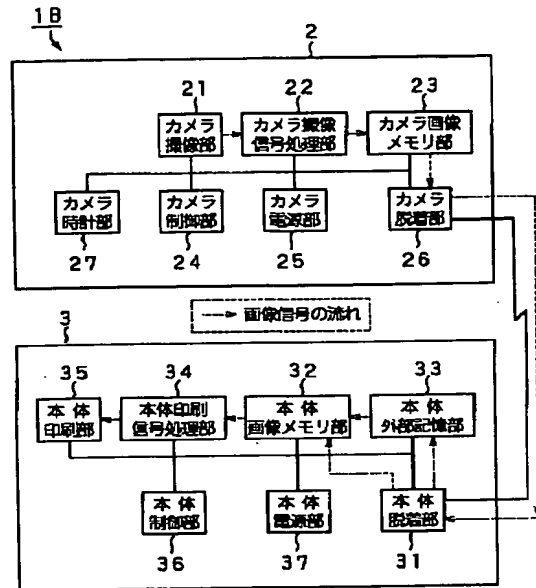 1B
2
21
22
23
カメラ
撮像部
カメラ撮像
信号処理部
カメラ画像
メモリ部
カメラ
時計部
カメラ
制御部
カメラ
電源部
カメラ
脱着部
27
24
25
26
画像信号の流れ
3
35
34
32
33
本体
印刷部
本体印刷
信号処理部
本体
画像メモリ部
本体
外部記憶部
本体
制御部
本体
電源部
本体
脱着部
36
37
31